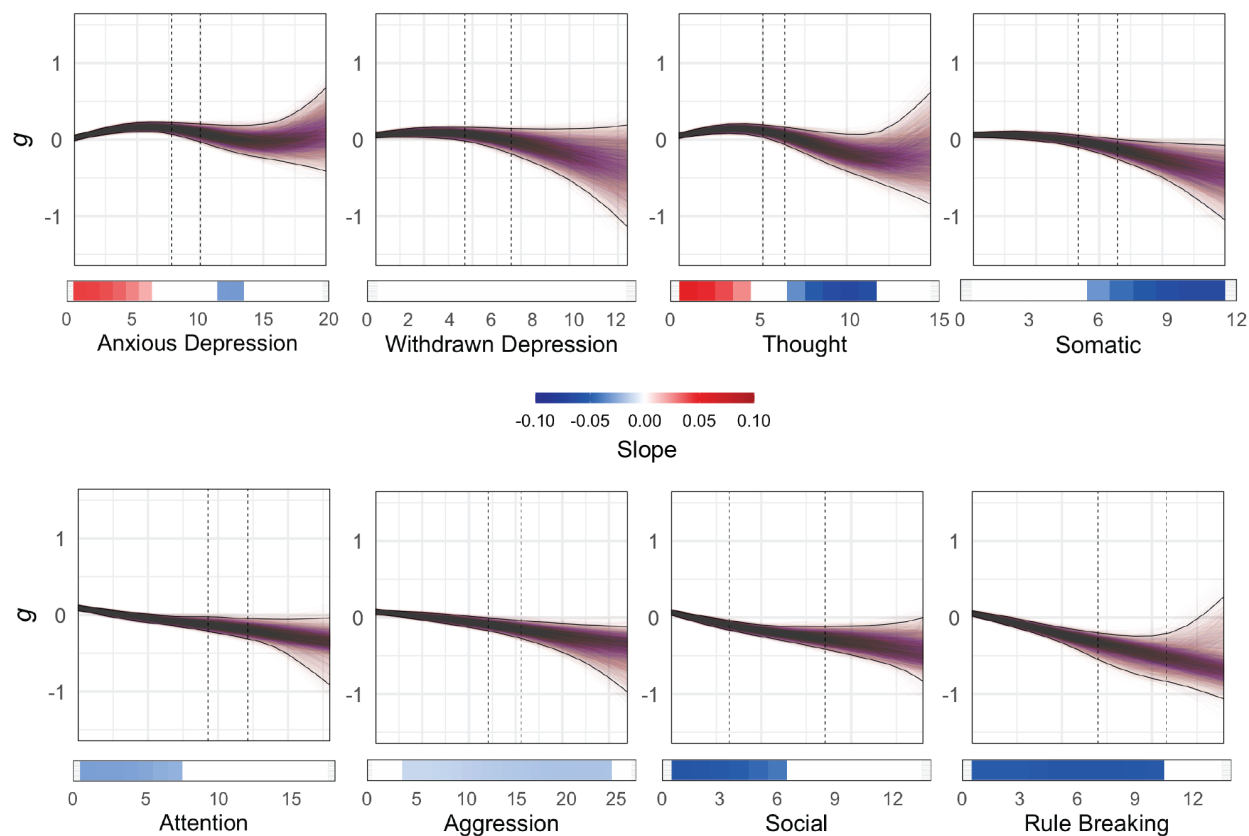 1
0
-1
g
1
0
-1
1
0
-1
1
0
-1
0 5 10 15 20
Anxious Depression
0 2 4 6 8 10 12
Withdrawn Depression
0 5 10 15
Thought
0 3 6 9 12
Somatic
-0.10 -0.05 0.00 0.05 0.10
Slope
1
0
-1
g
1
0
-1
1
0
-1
1
0
-1
0 5 10 15
Attention
0 5 10 15 20 25
Aggression
0 3 6 9 12
Social
0 3 6 9 12
Rule Breaking